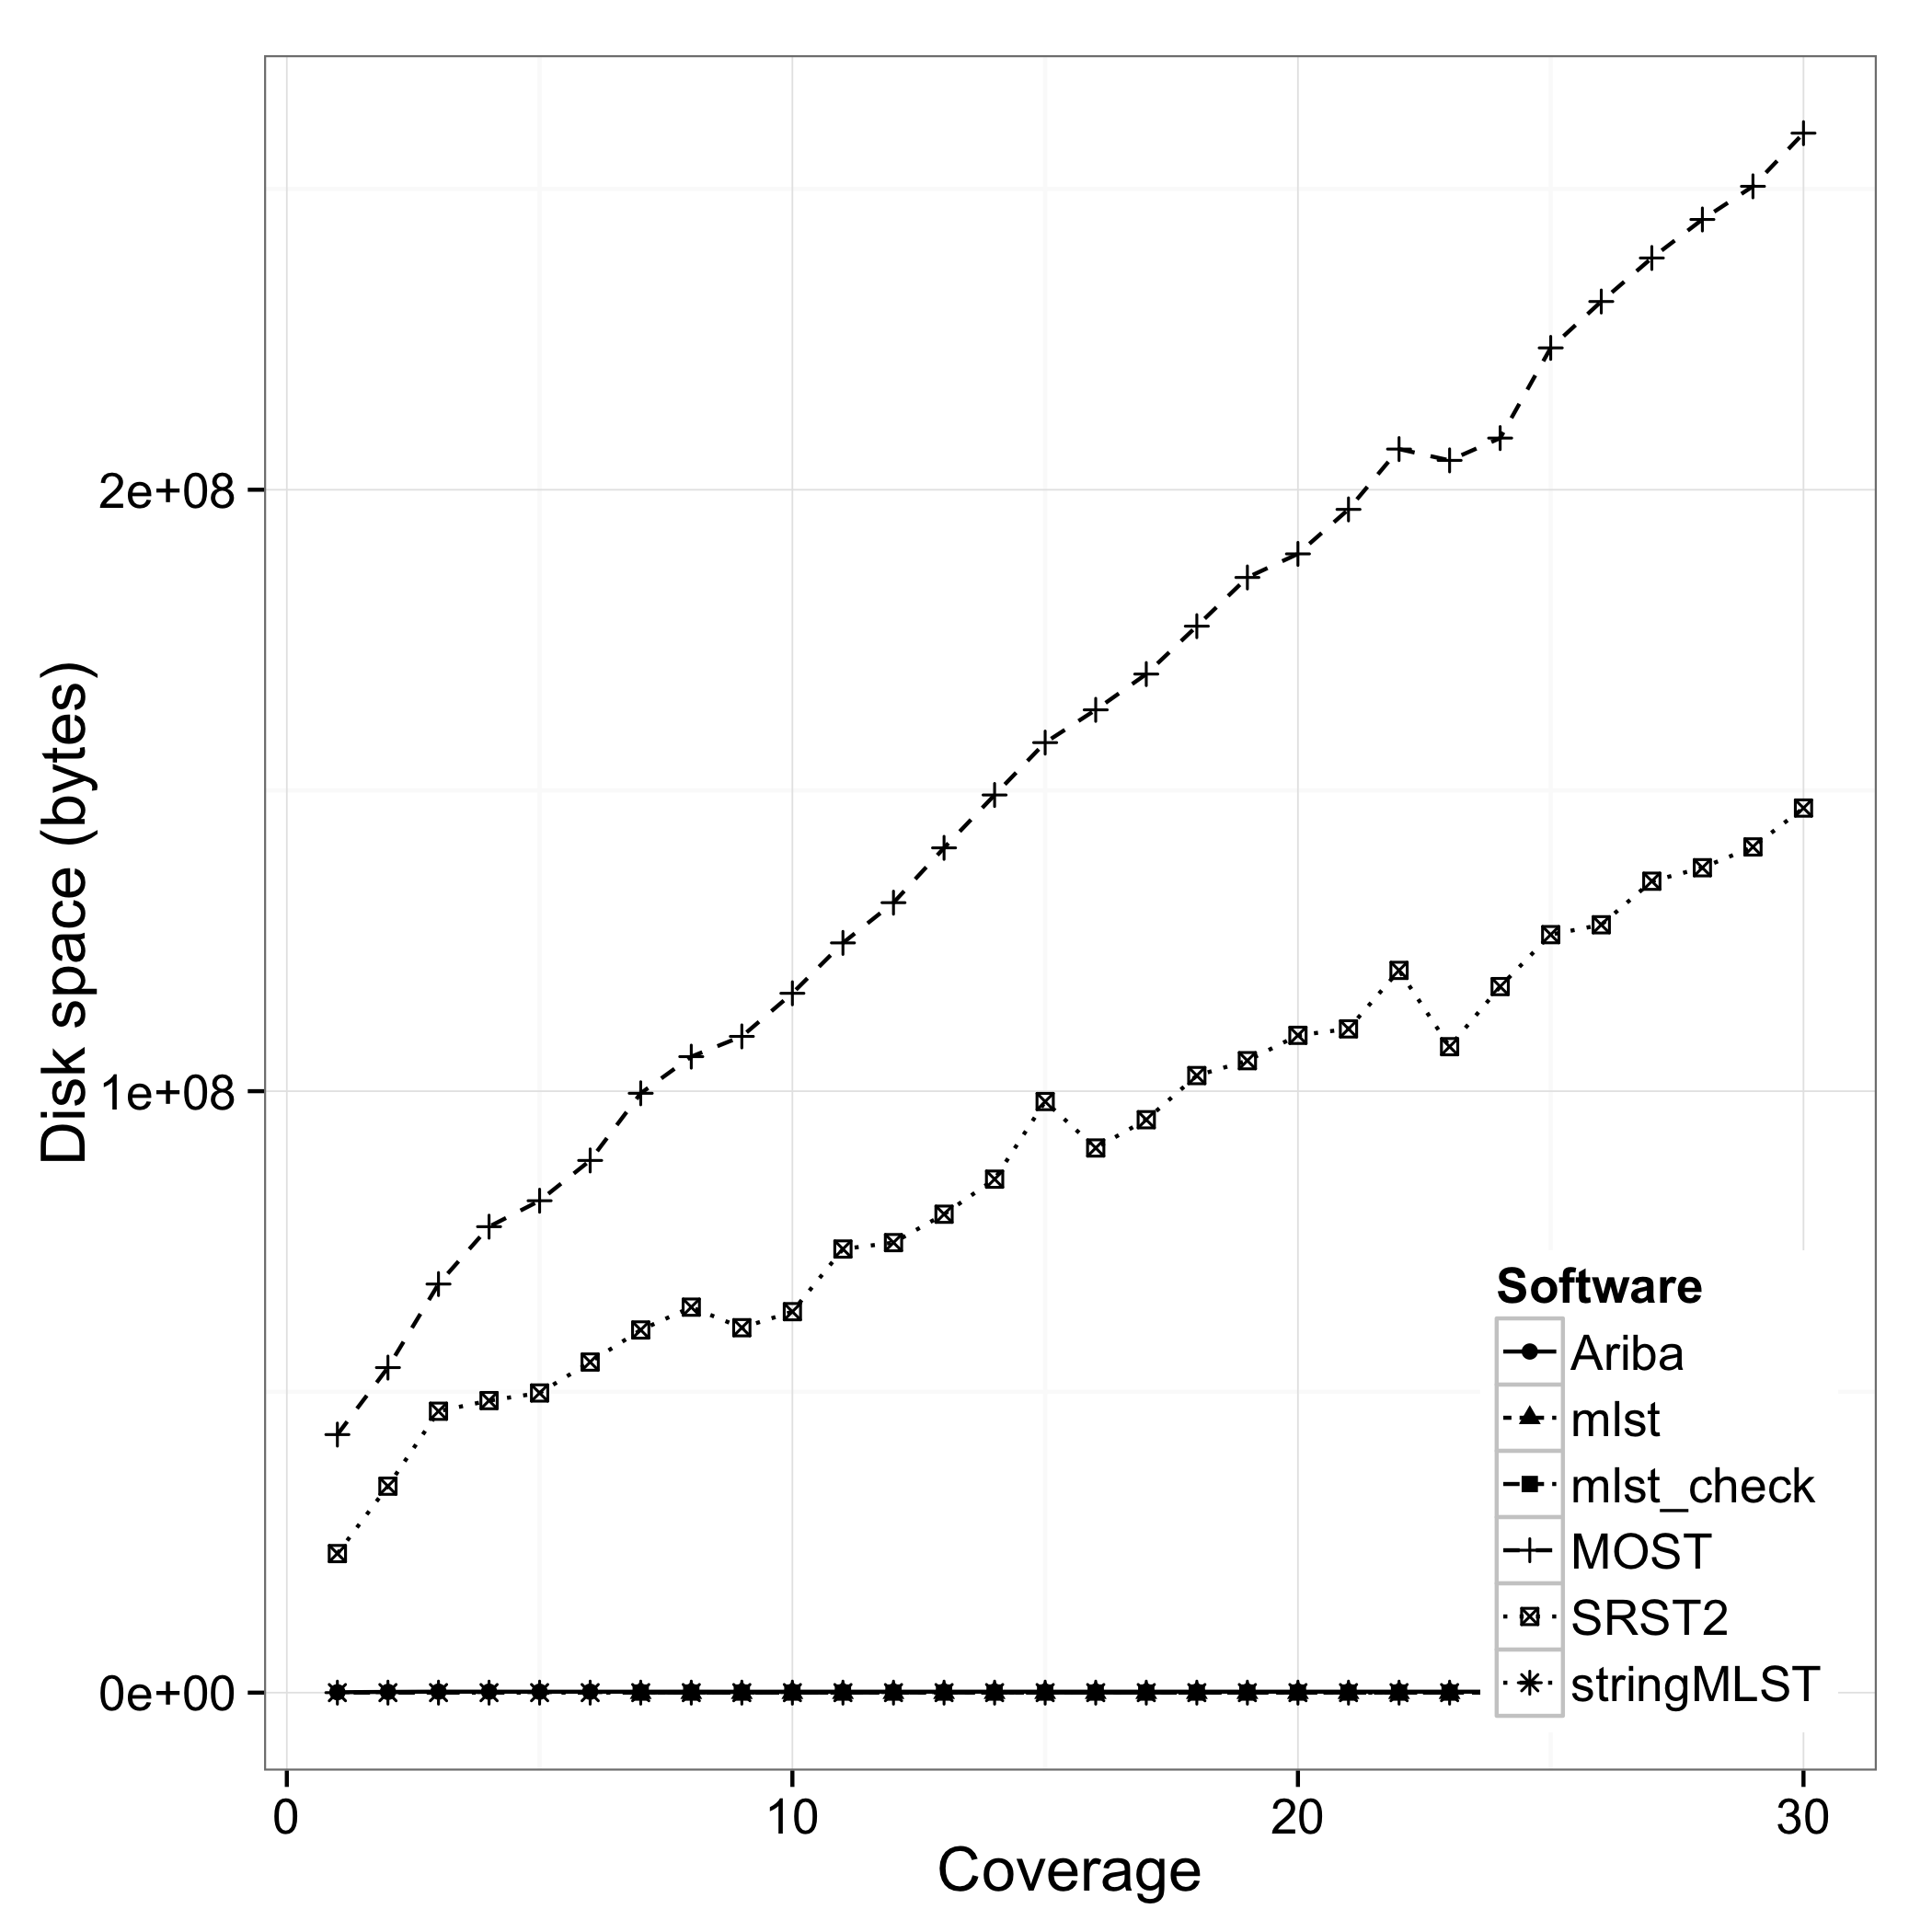 Disk space (bytes)
2e+08
1e+08
0e+00
0
10
20
30
Coverage
Software
Ariba
mlst
mlst_check
MOST
SRST2
stringMLST